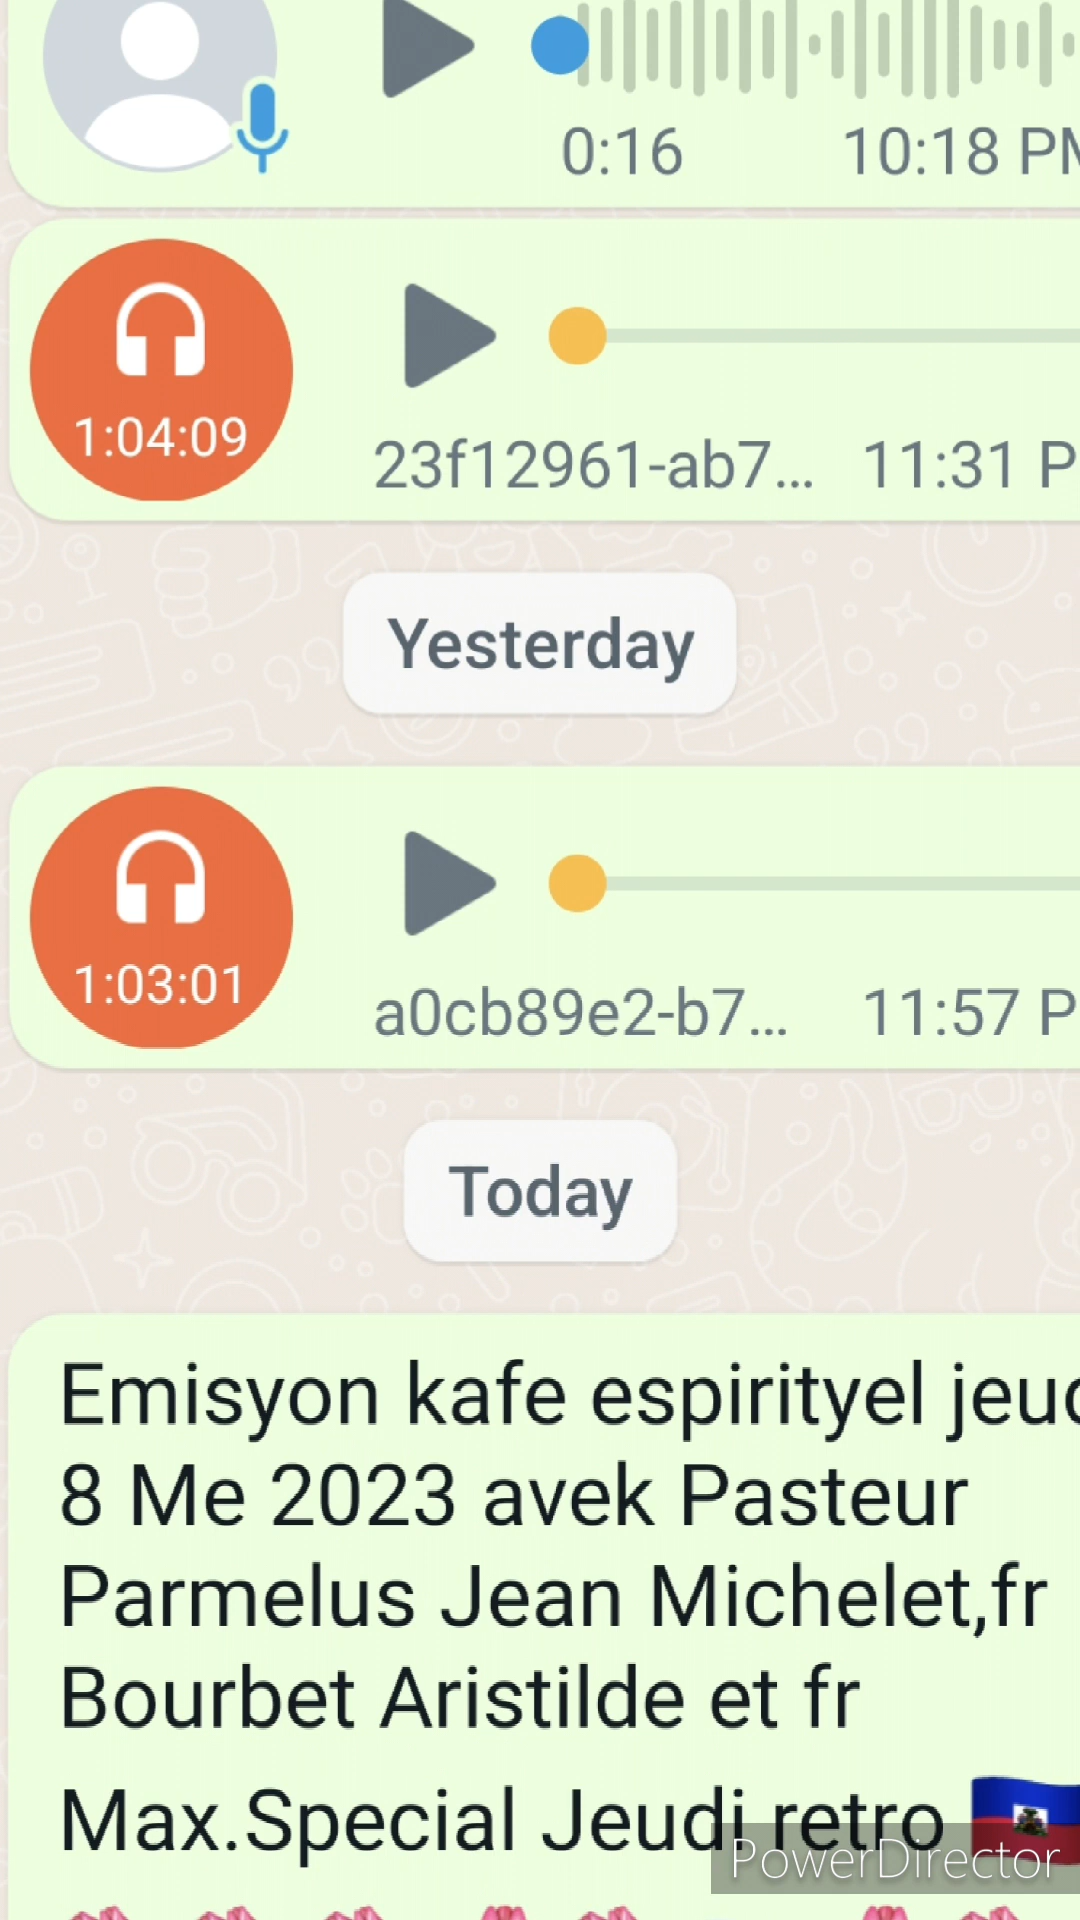 0:16 10:18 PM
1:04:09
23f12961-ab7... 11:31 P
Yesterday
1:03:01
a0cb89e2-b7... 11:57 P
Today
Emisyon kafe espirityel
8 Me 2023 avek Pasteur
Parmelus Jean Michelet,fr
Bourbet Aristilde et fr
Max.Special Jeudi retro
PowerDirector